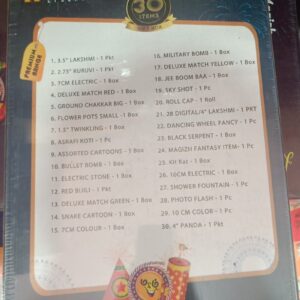 30
ITEMS
PREMIUM
RANGE
1. 3.5" LAKSHMI - 1 Pkt
2. 2.75" KURUVI - 1 Pkt
3. 7CM ELECTRIC - 1 Box
4. DELUXE MATCH RED - 1 Box
5. GROUND CHAKKAR BIG - 1 Box
6. FLOWER POTS SMALL - 1 Box
7. 1.5" TWINKLING - 1 Box
8. ASRAFI KOTI - 1 Pc
9. ASSORTED CARTOONS - 1 Box
10. BULLET BOMB - 1 Box
11. ELECTRIC STONE - 1 Box
12. RED BIJILI - 1 Pkt
13. DELUXE MATCH GREEN - 1 Box
14. SNAKE CARTOON - 1 Box
15. 7CM COLOUR - 1 Box
16. MILITARY BOMB - 1 Box
17. DELUXE MATCH YELLOW - 1 Box
18. JEE BOOM BAA - 1 Box
19. SKY SHOT - 1 Pc
20. ROLL CAP - 1 Roll
21. 28 DIGITAL/4" LAKSHMI - 1 PKT
22. DANCING WHEEL FANCY - 1 Pc
23. BLACK SERPENT - 1 Box
24. MAGIZH FANTASY ITEM - 1 Pc
25. Kit Kat - 1 Box
26. 10CM ELECTRIC - 1 Box
27. SHOWER FOUNTAIN - 1 Pc
28. PHOTO FLASH - 1 Pc
29. 10 CM COLOR - 1 Pc
30. 4" PANDA - 1 Pkt